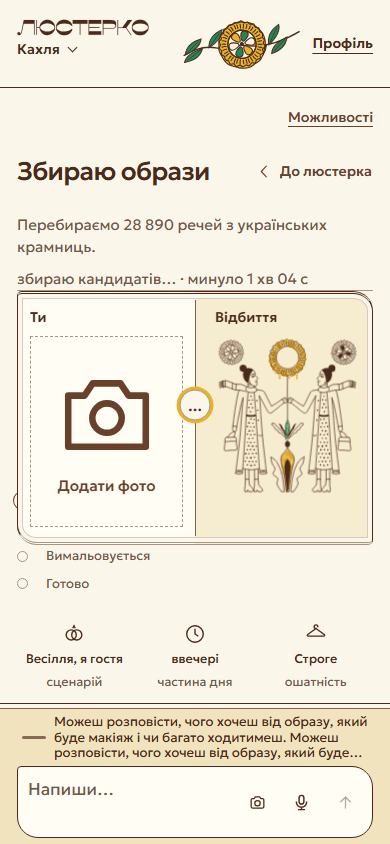 ЛЮСТЕРКО
Кахля
Профіль
Можливості
Збираю образи
До люстерка
Перебираємо 28 890 речей з українських
крамниць.
збираю кандидатів… · минуло 1 хв 04 с
Ти
Відбиття
...
Додати фото
Вимальовується
Готово
Весілля, я гостя
ввечері
Строге
сценарій
частина дня
ошатність
Можеш розповісти, чого хочеш від образу, який
буде макіяж і чи багато ходитимеш. Можеш
розповісти, чого хочеш від образу, який буде…
Напиши…